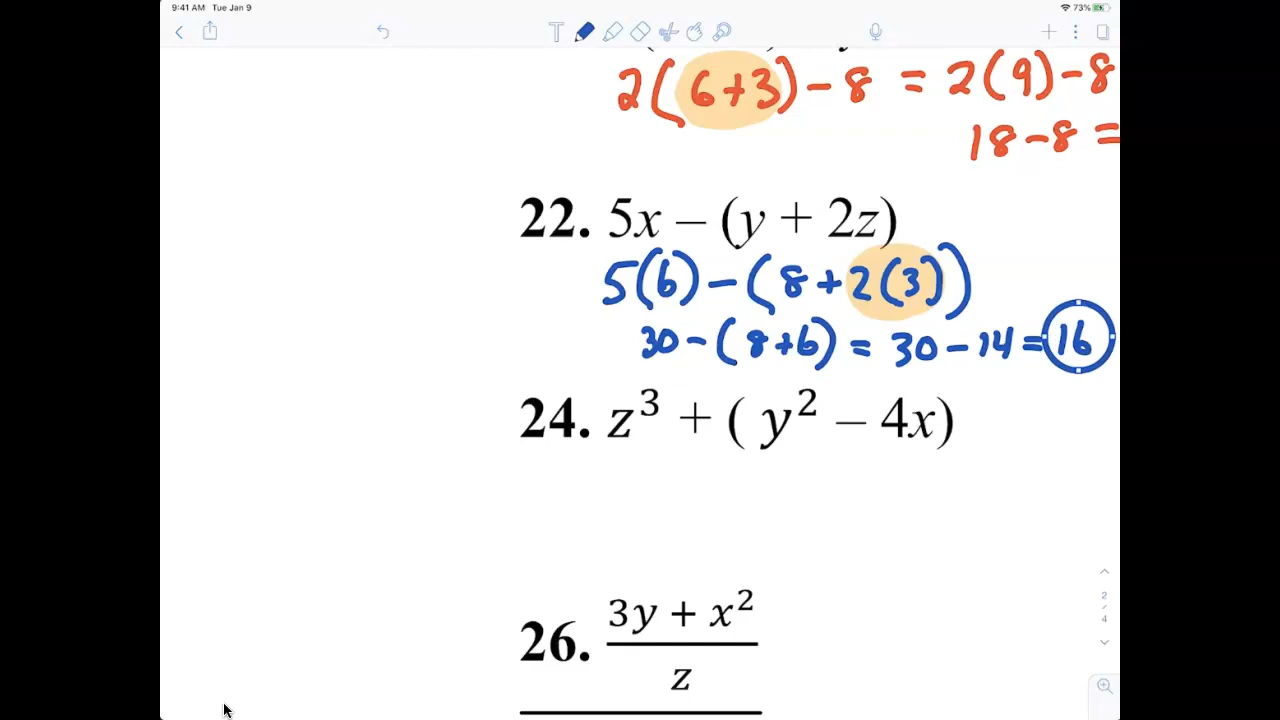 9:41 AM Tue Jan 9
73%
T
2(6+3)-8 = 2(9)-8
18-8 =
22. 5x – (y + 2z)
5(6)-(8+2(3))
30-(8+6) = 30-14=16
24. z³ + ( y² – 4x)
26. 3y + x²
z
2
/
4